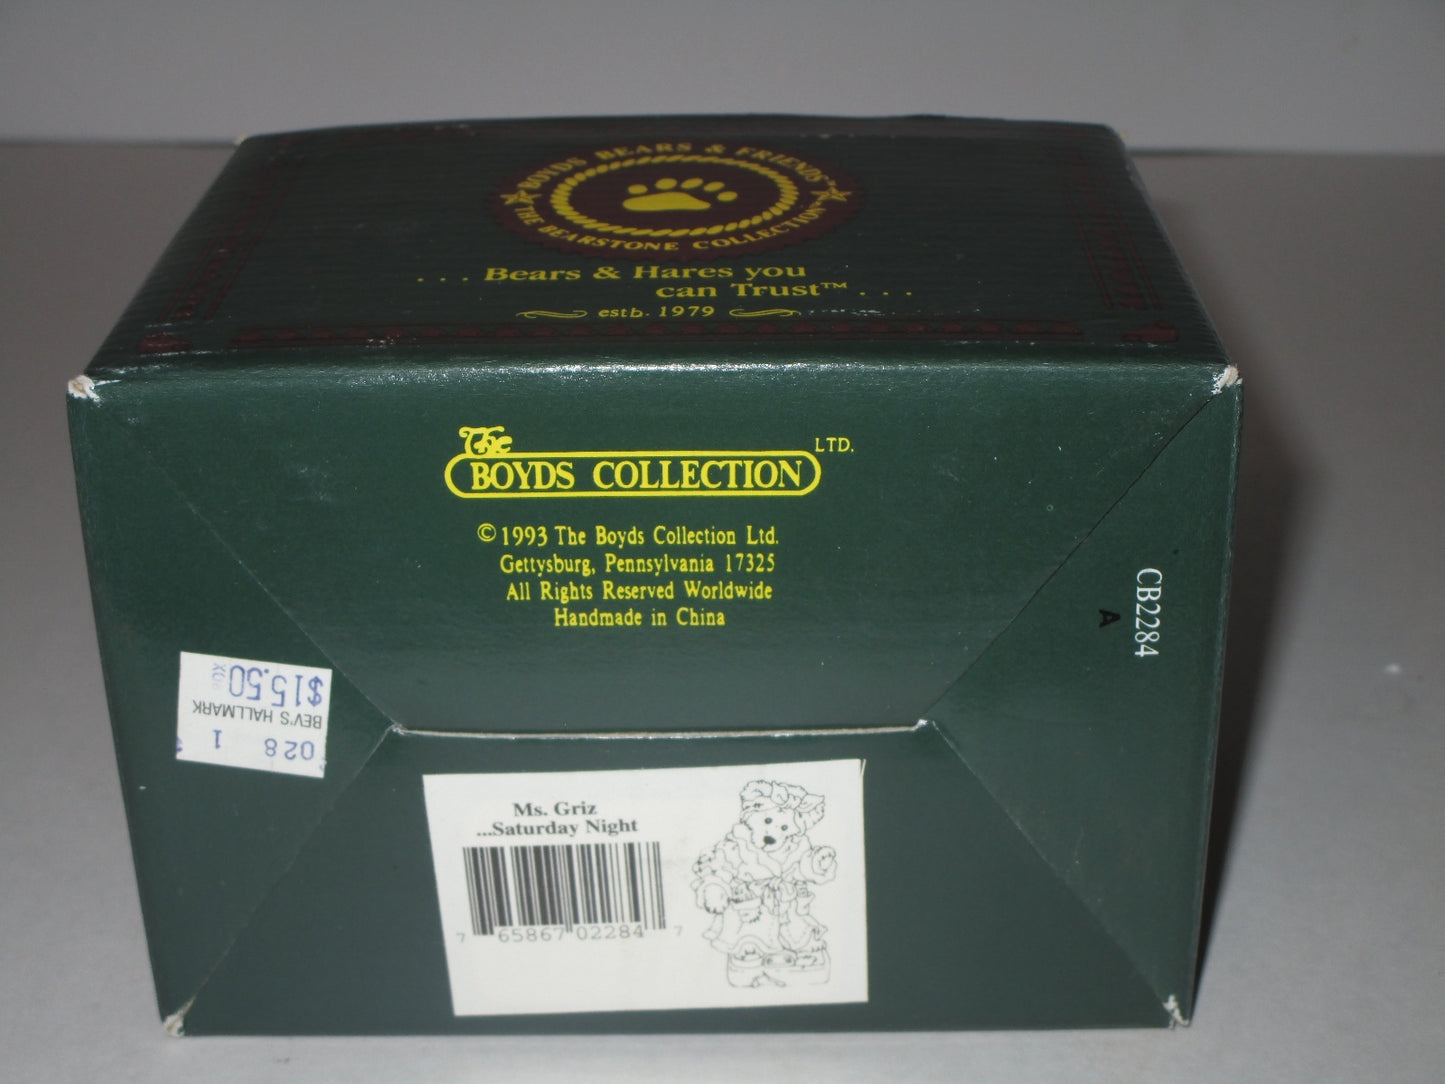 BOYDS BEARS & FRIENDS™
THE BEARSTONE COLLECTION™
. . . Bears & Hares you
can Trust™ . . .
estb. 1979
The
BOYDS COLLECTION LTD.
© 1993 The Boyds Collection Ltd.
Gettysburg, Pennsylvania 17325
All Rights Reserved Worldwide
Handmade in China
CB2284
A
028 1
BEV'S HALLMARK
$15.50
Ms. Griz
...Saturday Night
7 65867 02284 7